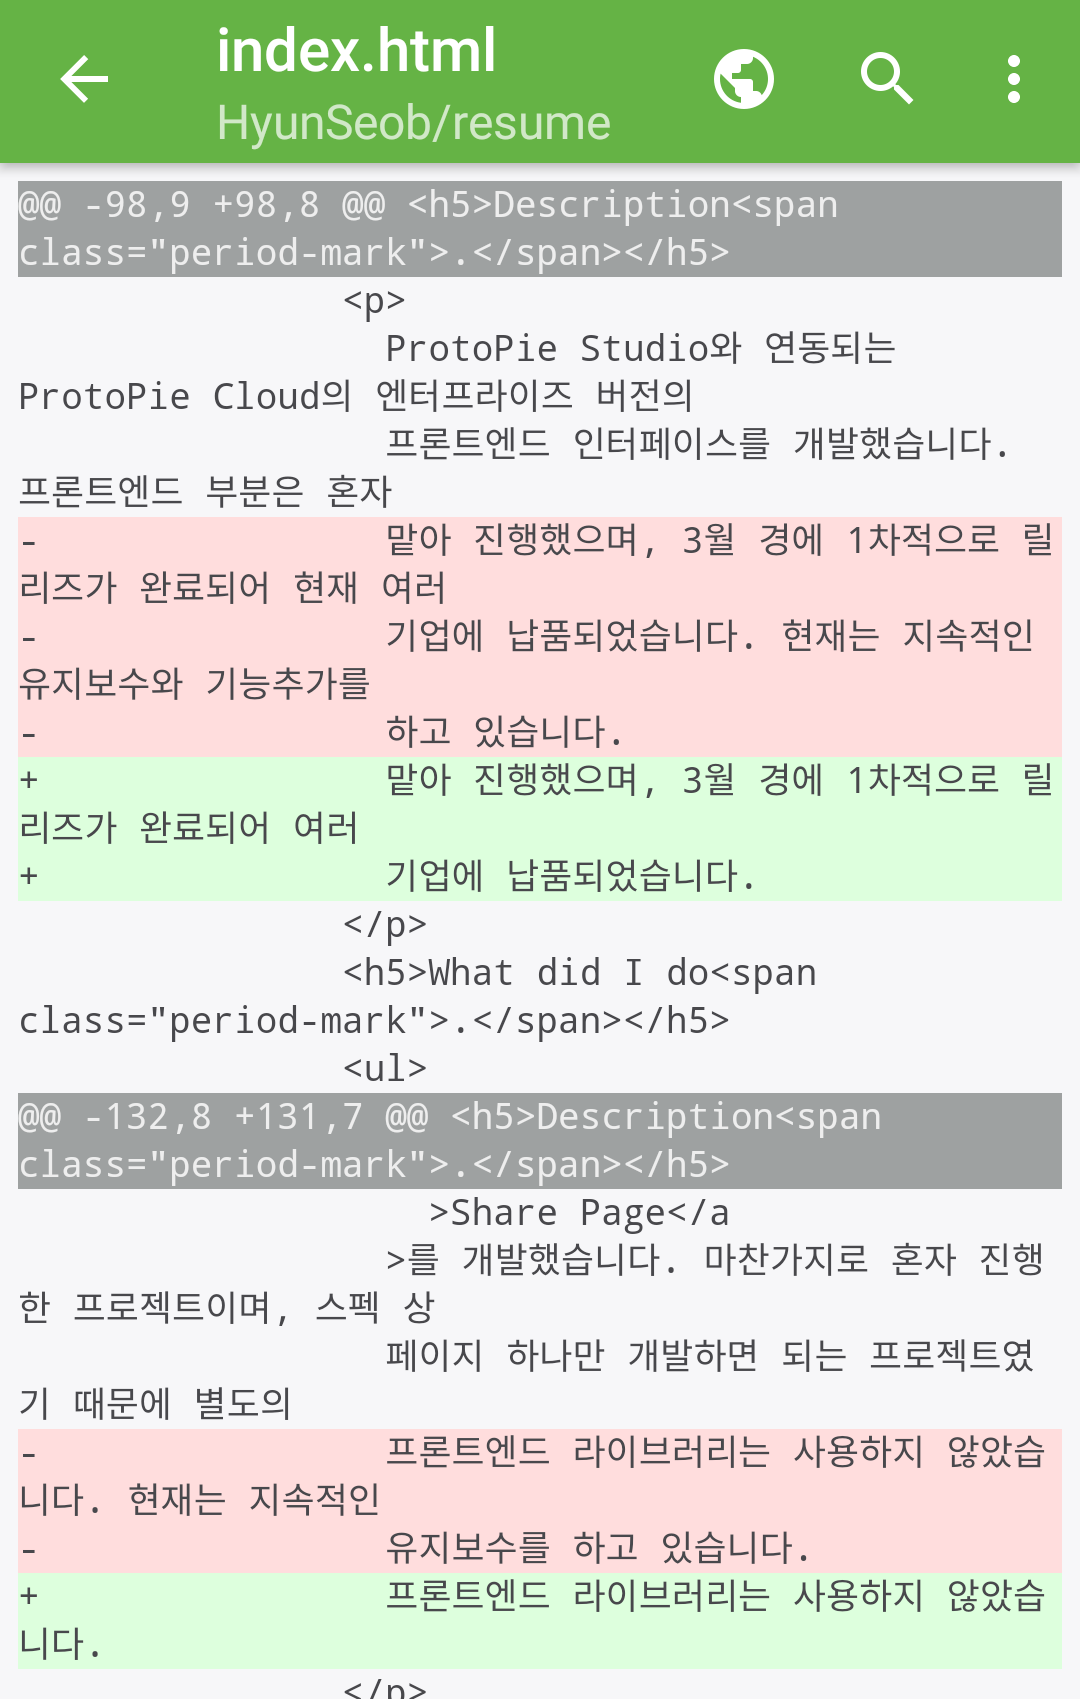 index.html
HyunSeob/resume
@@ -98,9 +98,8 @@ <h5>Description<span
class="period-mark">.</span></h5>
<p>
ProtoPie Studio와 연동되는
ProtoPie Cloud의 엔터프라이즈 버전의
프론트엔드 인터페이스를 개발했습니다.
프론트엔드 부분은 혼자
- 맡아 진행했으며, 3월 경에 1차적으로 릴
리즈가 완료되어 현재 여러
- 기업에 납품되었습니다. 현재는 지속적인
유지보수와 기능추가를
- 하고 있습니다.
+ 맡아 진행했으며, 3월 경에 1차적으로 릴
리즈가 완료되어 여러
+ 기업에 납품되었습니다.
</p>
<h5>What did I do<span
class="period-mark">.</span></h5>
<ul>
@@ -132,8 +131,7 @@ <h5>Description<span
class="period-mark">.</span></h5>
>Share Page</a
>를 개발했습니다. 마찬가지로 혼자 진행
한 프로젝트이며, 스펙 상
페이지 하나만 개발하면 되는 프로젝트였
기 때문에 별도의
- 프론트엔드 라이브러리는 사용하지 않았습
니다. 현재는 지속적인
- 유지보수를 하고 있습니다.
+ 프론트엔드 라이브러리는 사용하지 않았습
니다.
</p>